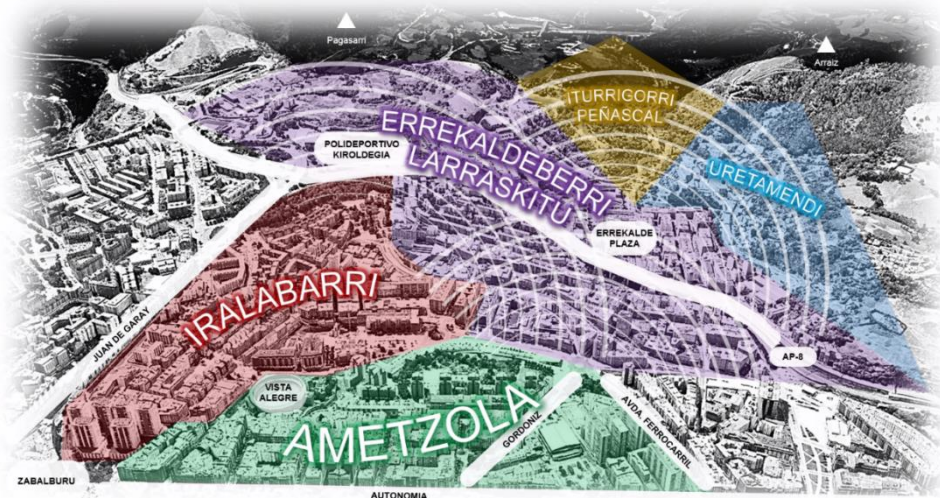 Pagasarri
Arraiz
ITURRIGORRI
PEÑASCAL
ERREKALDEBERRI
LARRASKITU
POLIDEPORTIVO
KIROLDEGIA
URETAMENDI
ERREKALDE
PLAZA
IRALABARRI
JUAN DE GARAY
AP-8
VISTA
ALEGRE
AMETZOLA
GORDONIZ
AVDA FERROCARRIL
ZABALBURU
AUTONOMIA